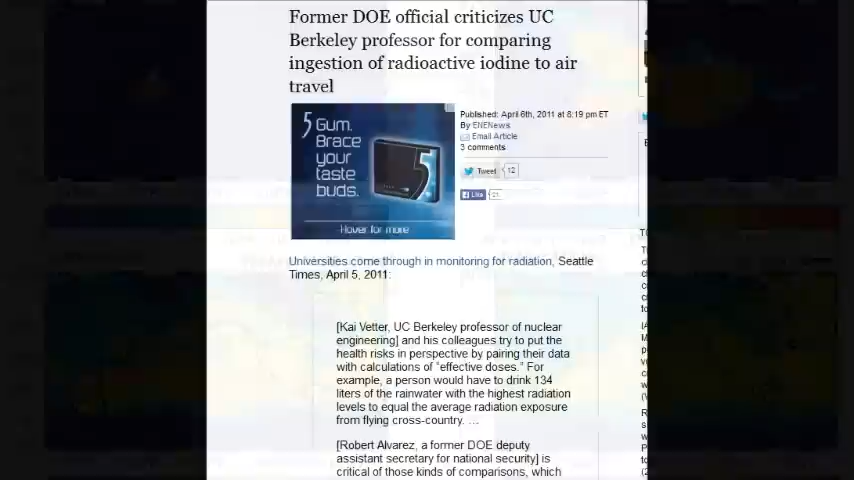 Former DOE official criticizes UC
Berkeley professor for comparing
ingestion of radioactive iodine to air
travel
5 Gum.
Brace
your
taste
buds.
5
Hover for more
Published: April 6th, 2011 at 8:19 pm ET
By ENENews
Email Article
3 comments
Tweet 12
Like 21
Universities come through in monitoring for radiation, Seattle
Times, April 5, 2011:
[Kai Vetter, UC Berkeley professor of nuclear
engineering] and his colleagues try to put the
health risks in perspective by pairing their data
with calculations of “effective doses.” For
example, a person would have to drink 134
liters of the rainwater with the highest radiation
levels to equal the average radiation exposure
from flying cross-country. …
[Robert Alvarez, a former DOE deputy
assistant secretary for national security] is
critical of those kinds of comparisons, which